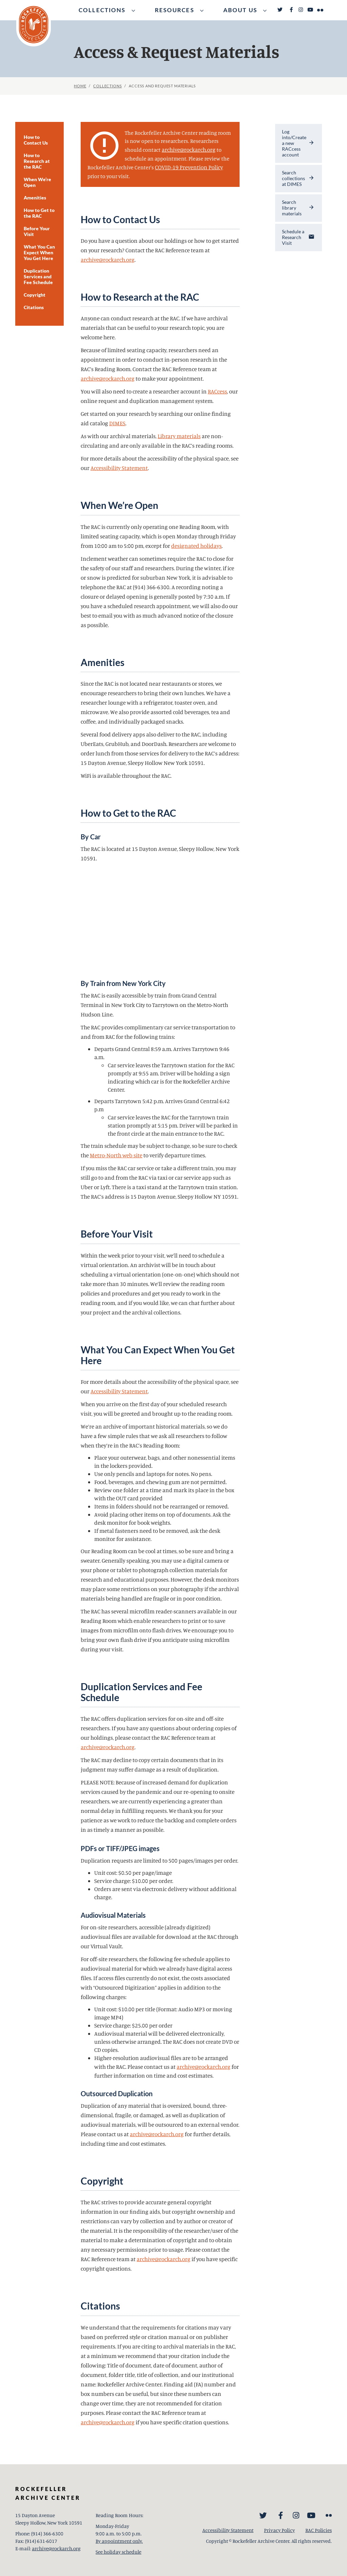 COLLECTIONS RESOURCES ABOUT US
Access & Request Materials
HOME / COLLECTIONS / ACCESS AND REQUEST MATERIALS
How to
Contact Us
How to
Research at
the RAC
When We're
Open
Amenities
How to Get to
the RAC
Before Your
Visit
What You Can
Expect When
You Get Here
Duplication
Services and
Fee Schedule
Copyright
Citations
The Rockefeller Archive Center reading room
is now open to researchers. Researchers
should contact archive@rockarch.org to
schedule an appointment. Please review the
Rockefeller Archive Center's COVID-19 Prevention Policy
prior to your visit.
Log
into/Create
a new
RACcess
account
Search
collections
at DIMES
Search
library
materials
Schedule a
Research
Visit
How to Contact Us
Do you have a question about our holdings or how to get started
on your research? Contact the RAC Reference team at
archive@rockarch.org.
How to Research at the RAC
Anyone can conduct research at the RAC. If we have archival
materials that can be useful to your research topic, you are
welcome here.
Because of limited seating capacity, researchers need an
appointment in order to conduct in-person research in the
RAC's Reading Room. Contact the RAC Reference team at
archive@rockarch.org to make your appointment.
You will also need to create a researcher account in RACcess, our
online request and duplication management system.
Get started on your research by searching our online finding
aid catalog DIMES.
As with our archival materials, Library materials are non-
circulating and are only available in the RAC's reading rooms.
For more details about the accessibility of the physical space, see
our Accessibility Statement.
When We're Open
The RAC is currently only operating one Reading Room, with
limited seating capacity, which is open Monday through Friday
from 10:00 am to 5:00 pm, except for designated holidays.
Inclement weather can sometimes require the RAC to close for
the safety of our staff and researchers. During the winter, if ice
or snow is predicted for suburban New York, it is advisable to
telephone the RAC at (914) 366-6300. A recording noting a
closure or delayed opening is generally posted by 7:30 a.m. If
you have a scheduled research appointment, we will also do our
best to email you with as much advanced notice of a closure as
possible.
Amenities
Since the RAC is not located near restaurants or stores, we
encourage researchers to bring their own lunches. We have a
researcher lounge with a refrigerator, toaster oven, and
microwave. We also provide assorted beverages, tea and
coffee, and individually packaged snacks.
Several food delivery apps also deliver to the RAC, including
UberEats, GrubHub, and DoorDash. Researchers are welcome to
order lunch from those services for delivery to the RAC's address:
15 Dayton Avenue, Sleepy Hollow New York 10591.
WiFi is available throughout the RAC.
How to Get to the RAC
By Car
The RAC is located at 15 Dayton Avenue, Sleepy Hollow, New York
10591.
By Train from New York City
The RAC is easily accessible by train from Grand Central
Terminal in New York City to Tarrytown on the Metro-North
Hudson Line.
The RAC provides complimentary car service transportation to
and from RAC for the following trains:
Departs Grand Central 8:59 a.m. Arrives Tarrytown 9:46
a.m.
Car service leaves the Tarrytown station for the RAC
promptly at 9:55 am. Driver will be holding a sign
indicating which car is for the Rockefeller Archive
Center.
Departs Tarrytown 5:42 p.m. Arrives Grand Central 6:42
p.m
Car service leaves the RAC for the Tarrytown train
station promptly at 5:15 pm. Driver will be parked in
the front circle at the main entrance to the RAC.
The train schedule may be subject to change, so be sure to check
the Metro-North web site to verify departure times.
If you miss the RAC car service or take a different train, you may
still go to and from the RAC via taxi or car service app such as
Uber or Lyft. There is a taxi stand at the Tarrytown train station.
The RAC's address is 15 Dayton Avenue, Sleepy Hollow NY 10591.
Before Your Visit
Within the week prior to your visit, we'll need to schedule a
virtual orientation. An archivist will be in touch about
scheduling a virtual orientation (one-on-one) which should not
take more than 30 minutes. We'll review the reading room
policies and procedures and get you ready for your time in the
reading room, and if you would like, we can chat further about
your project and the archival collections.
What You Can Expect When You Get
Here
For more details about the accessibility of the physical space, see
our Accessibility Statement.
When you arrive on the first day of your scheduled research
visit, you will be greeted and brought up to the reading room.
We're an archive of important historical materials, so we do
have a few simple rules that we ask all researchers to follow
when they're in the RAC's Reading Room:
Place your outerwear, bags, and other nonessential items
in the lockers provided.
Use only pencils and laptops for notes. No pens.
Food, beverages, and chewing gum are not permitted.
Review one folder at a time and mark its place in the box
with the OUT card provided
Items in folders should not be rearranged or removed.
Avoid placing other items on top of documents. Ask the
desk monitor for book weights.
If metal fasteners need to be removed, ask the desk
monitor for assistance.
Our Reading Room can be cool at times, so be sure and bring a
sweater. Generally speaking, you may use a digital camera or
your cell phone or tablet to photograph collection materials for
research and educational purposes. However, the desk monitors
may place some restrictions on your photography strategies if
the archival materials being handled are fragile or in poor
condition.
The RAC has several microfilm reader-scanners available in our
Reading Room which enable researchers to print or to save
images from microfilm onto flash drives. We encourage you to
bring your own flash drive if you anticipate using microfilm
during your visit.
Duplication Services and Fee
Schedule
The RAC offers duplication services for on-site and off-site
researchers. If you have any questions about ordering copies of
our holdings, please contact the RAC Reference team at
archive@rockarch.org.
The RAC may decline to copy certain documents that in its
judgment may suffer damage as a result of duplication.
PLEASE NOTE: Because of increased demand for duplication
services caused by the pandemic and our re-opening to onsite
researchers, we are currently experiencing a greater than
normal delay in fulfilling requests. We thank you for your
patience as we work to reduce the backlog and complete orders
in as timely a manner as possible.
PDFs or TIFF/JPEG images
Duplication requests are limited to 500 pages/images per order.
Unit cost: $0.50 per page/image
Service charge: $10.00 per order.
Orders are sent via electronic delivery without additional
charge.
Audiovisual Materials
For on-site researchers, accessible (already digitized)
audiovisual files are available for download at the RAC through
our Virtual Vault.
For off-site researchers, the following fee schedule applies to
audiovisual material for which we already have digital access
files. If access files currently do not exist, the costs associated
with "Outsourced Digitization" applies in addition to the
following charges:
Unit cost: $10.00 per title (Format: Audio MP3 or moving
image MP4)
Service charge: $25.00 per order
Audiovisual material will be delivered electronically,
unless otherwise arranged. The RAC does not create DVD or
CD copies.
Higher-resolution audiovisual files are to be arranged
with the RAC. Please contact us at archive@rockarch.org for
further information on format and cost estimates.
Outsourced Duplication
Duplication of any material that is oversized, bound, three-
dimensional, fragile, or damaged, as well as duplication of
audiovisual materials, will be outsourced to an external vendor.
Please contact us at archive@rockarch.org for further details,
including time and cost estimates.
Copyright
The RAC strives to provide accurate general copyright
information in our finding aids, but copyright ownership and
restrictions can vary by collection and by author or creator of
the material. It is the responsibility of the researcher/user of the
material to make a determination of copyright or to obtain
any necessary permissions prior to usage. Please contact the
RAC Reference team at archive@rockarch.org if you have specific
copyright questions.
Citations
We understand that the requirements for citations may vary
based on your preferred style manual or editorial or publisher
requirements. If you are citing to archival materials in the RAC,
at a minimum we recommend that your citation include the
following: Title of document, date of document, author of
document, folder title, title of collection, and our institutional
name: Rockefeller Archive Center. Finding aid (FA) number and
box numbers can be useful, but since these may sometimes be
changed, we do not recommend that they be used for citation
purposes. Please contact the RAC Reference team at
archive@rockarch.org if you have specific citation questions.
ROCKEFELLER
ARCHIVE CENTER
15 Dayton Avenue
Sleepy Hollow, New York 10591
Phone: (914) 366-6300
Fax: (914) 631-6017
E-mail: archive@rockarch.org
Reading Room Hours:
Monday-Friday
9:00 a.m. to 5:00 p.m.
By appointment only.
See holiday schedule
Accessibility Statement Privacy Policy RAC Policies
Copyright © Rockefeller Archive Center. All rights reserved.